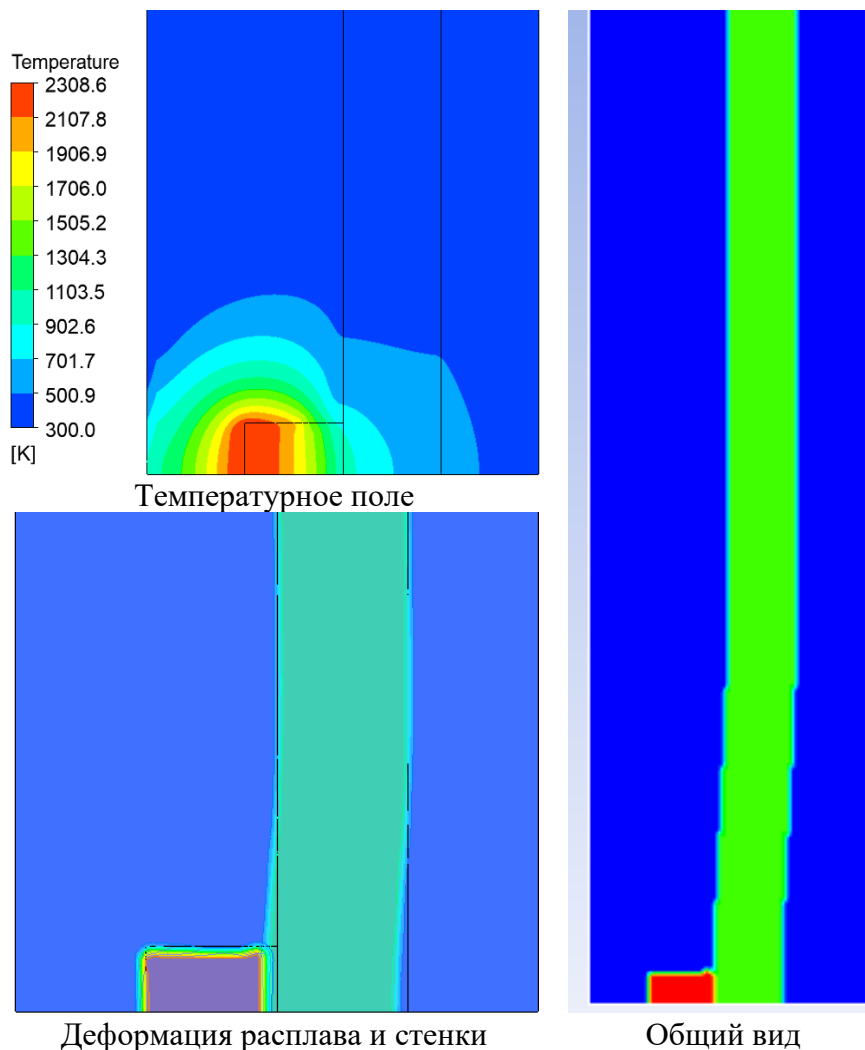 Temperature
2308.6
2107.8
1906.9
1706.0
1505.2
1304.3
1103.5
902.6
701.7
500.9
300.0
[K]
Температурное поле
Деформация расплава и стенки
Общий вид